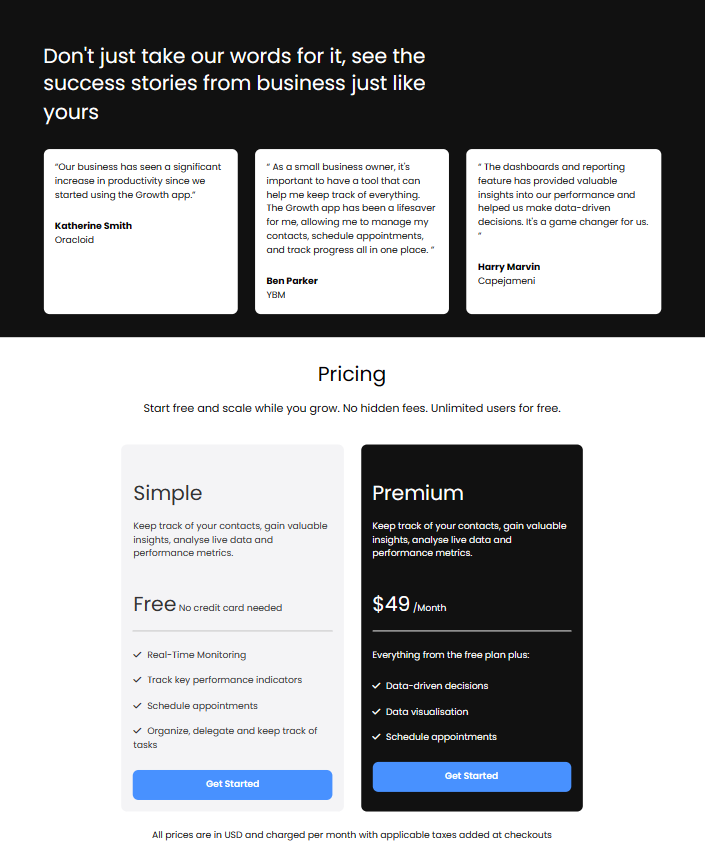 Don't just take our words for it, see the
success stories from business just like
yours
“Our business has seen a significant
increase in productivity since we
started using the Growth app.”
Katherine Smith
Oracloid
“ As a small business owner, it's
important to have a tool that can
help me keep track of everything.
The Growth app has been a lifesaver
for me, allowing me to manage my
contacts, schedule appointments,
and track progress all in one place. ”
Ben Parker
YBM
“ The dashboards and reporting
feature has provided valuable
insights into our performance and
helped us make data-driven
decisions. It's a game changer for us.
”
Harry Marvin
Capejameni
Pricing
Start free and scale while you grow. No hidden fees. Unlimited users for free.
Simple
Keep track of your contacts, gain valuable
insights, analyse live data and
performance metrics.
Free No credit card needed
Real-Time Monitoring
Track key performance indicators
Schedule appointments
Organize, delegate and keep track of
tasks
Get Started
Premium
Keep track of your contacts, gain valuable
insights, analyse live data and
performance metrics.
$49 /Month
Everything from the free plan plus:
Data-driven decisions
Data visualisation
Schedule appointments
Get Started
All prices are in USD and charged per month with applicable taxes added at checkouts